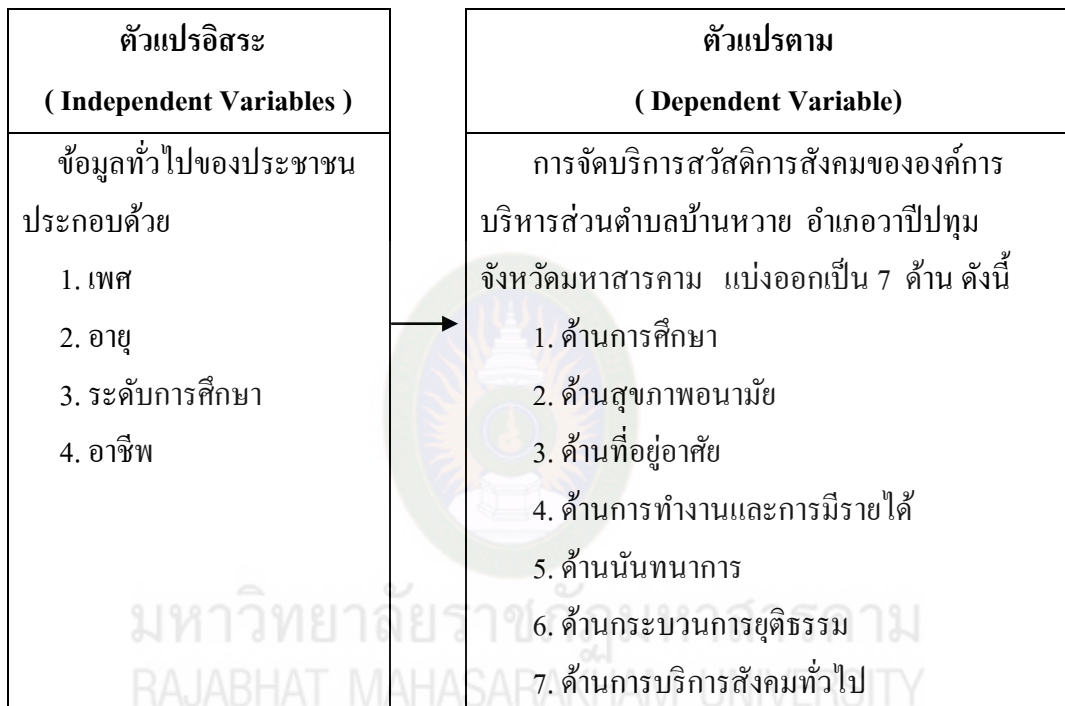 ตัวแปรอิสระ
( Independent Variables )
ข้อมูลทั่วไปของประชาชน
ประกอบด้วย
1. เพศ
2. อายุ
3. ระดับการศึกษา
4. อาชีพ
ตัวแปรตาม
( Dependent Variable)
การจัดบริการสวัสดิการสังคมขององค์การ
บริหารส่วนตำบลบ้านหวาย อำเภอวาปีปทุม
จังหวัดมหาสารคาม แบ่งออกเป็น 7 ด้าน ดังนี้
1. ด้านการศึกษา
2. ด้านสุขภาพอนามัย
3. ด้านที่อยู่อาศัย
4. ด้านการทำงานและการมีรายได้
5. ด้านนันทนาการ
6. ด้านกระบวนการยุติธรรม
7. ด้านการบริการสังคมทั่วไป
มหาวิทยาลัยราชภัฏมหาสารคาม
RAJABHAT MAHASARAKHAM UNIVERSITY